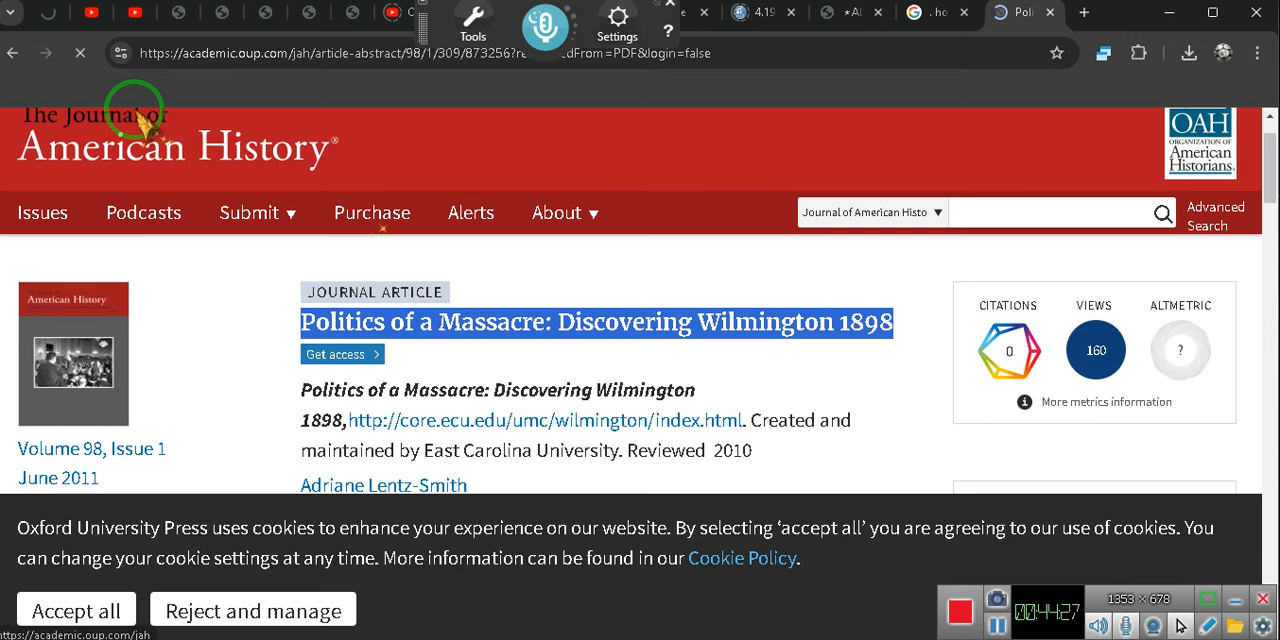 Tools
Settings
?
C
e
4.19
*Al
. ho
Poli
https://academic.oup.com/jah/article-abstract/98/1/309/873256?re
edFrom=PDF&login=false
The Journal of
American History®
OAH
ORGANIZATION OF
American
Historians
Issues
Podcasts
Submit ▼
Purchase
Alerts
About ▼
Journal of American Histo ▼
Advanced
Search
American History
JOURNAL ARTICLE
Politics of a Massacre: Discovering Wilmington 1898
Get access >
Politics of a Massacre: Discovering Wilmington
1898,http://core.ecu.edu/umc/wilmington/index.html. Created and
maintained by East Carolina University. Reviewed 2010
Adriane Lentz-Smith
Volume 98, Issue 1
June 2011
CITATIONS
VIEWS
ALTMETRIC
0
160
?
More metrics information
Oxford University Press uses cookies to enhance your experience on our website. By selecting ‘accept all’ you are agreeing to our use of cookies. You
can change your cookie settings at any time. More information can be found in our Cookie Policy.
Accept all
Reject and manage
1353 × 678
00:44:27
https://academic.oup.com/jah